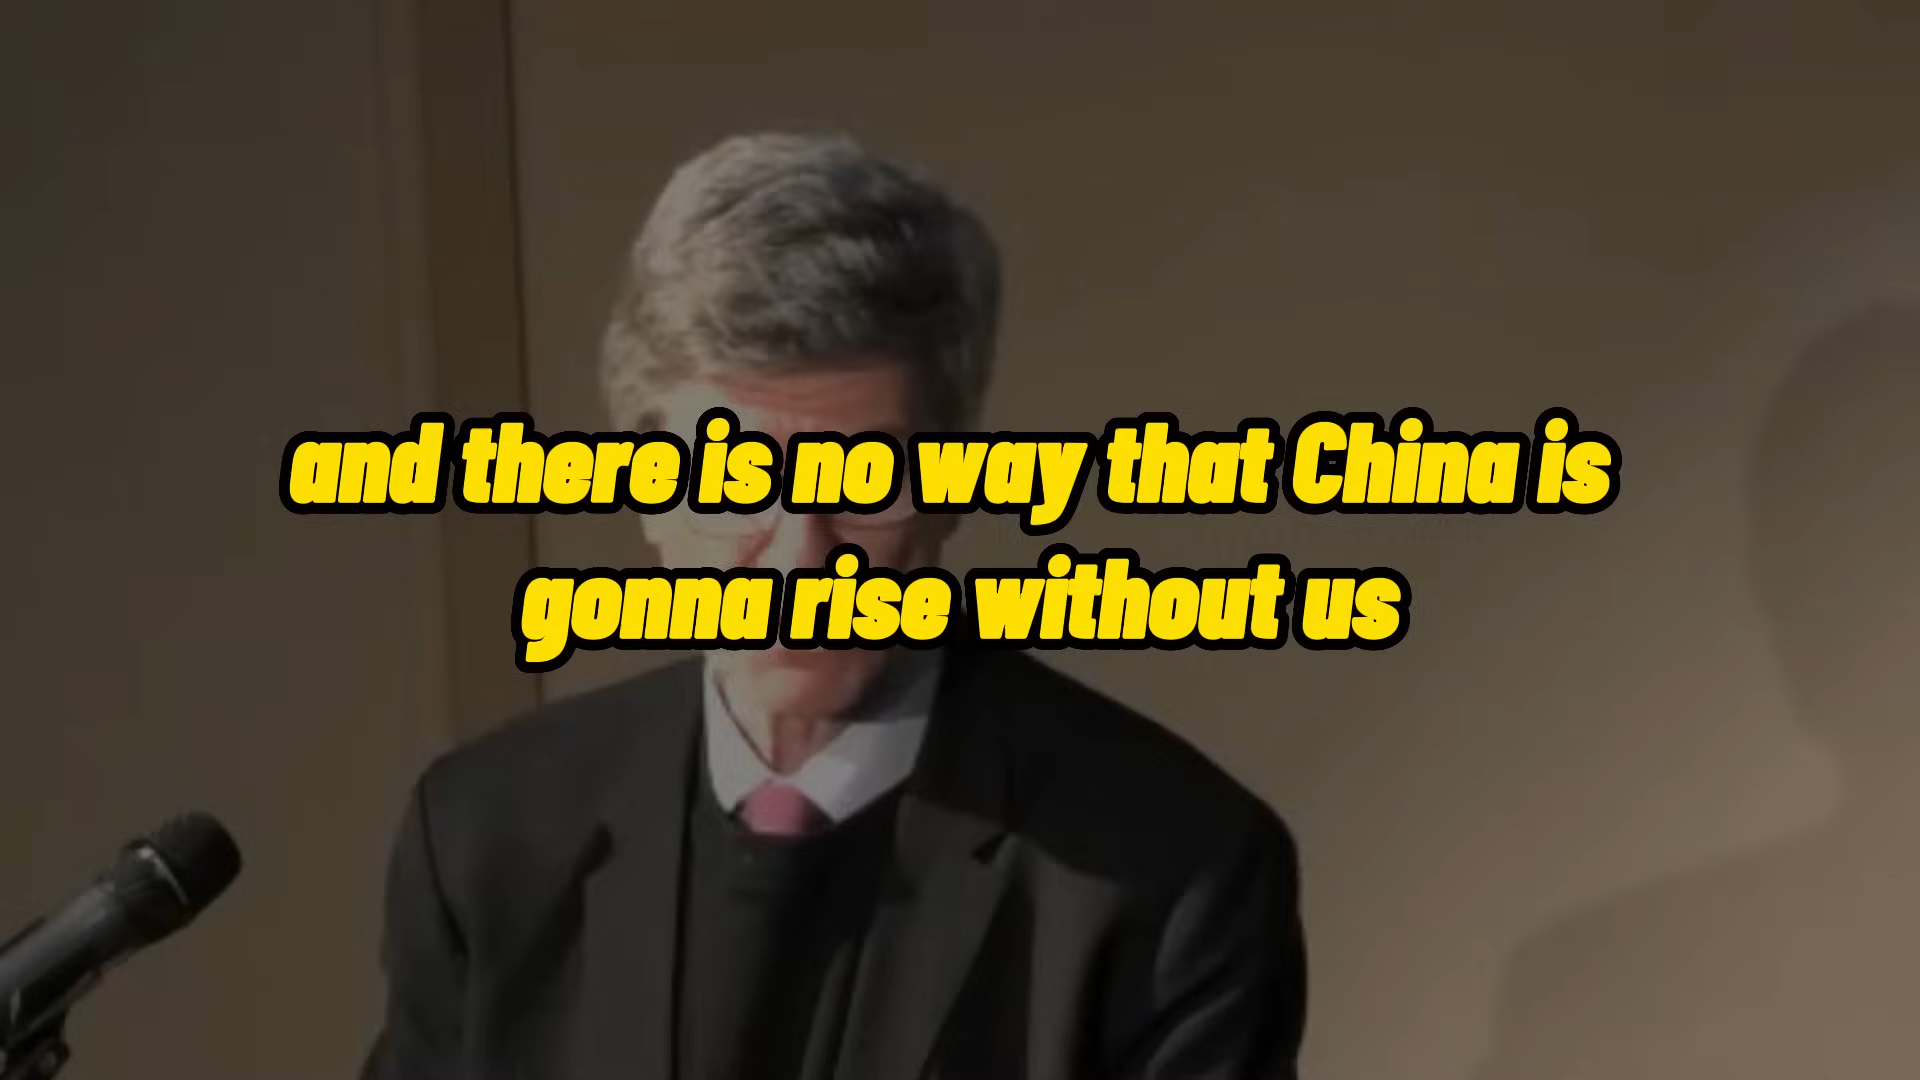 and there is no way that China is
gonna rise without us